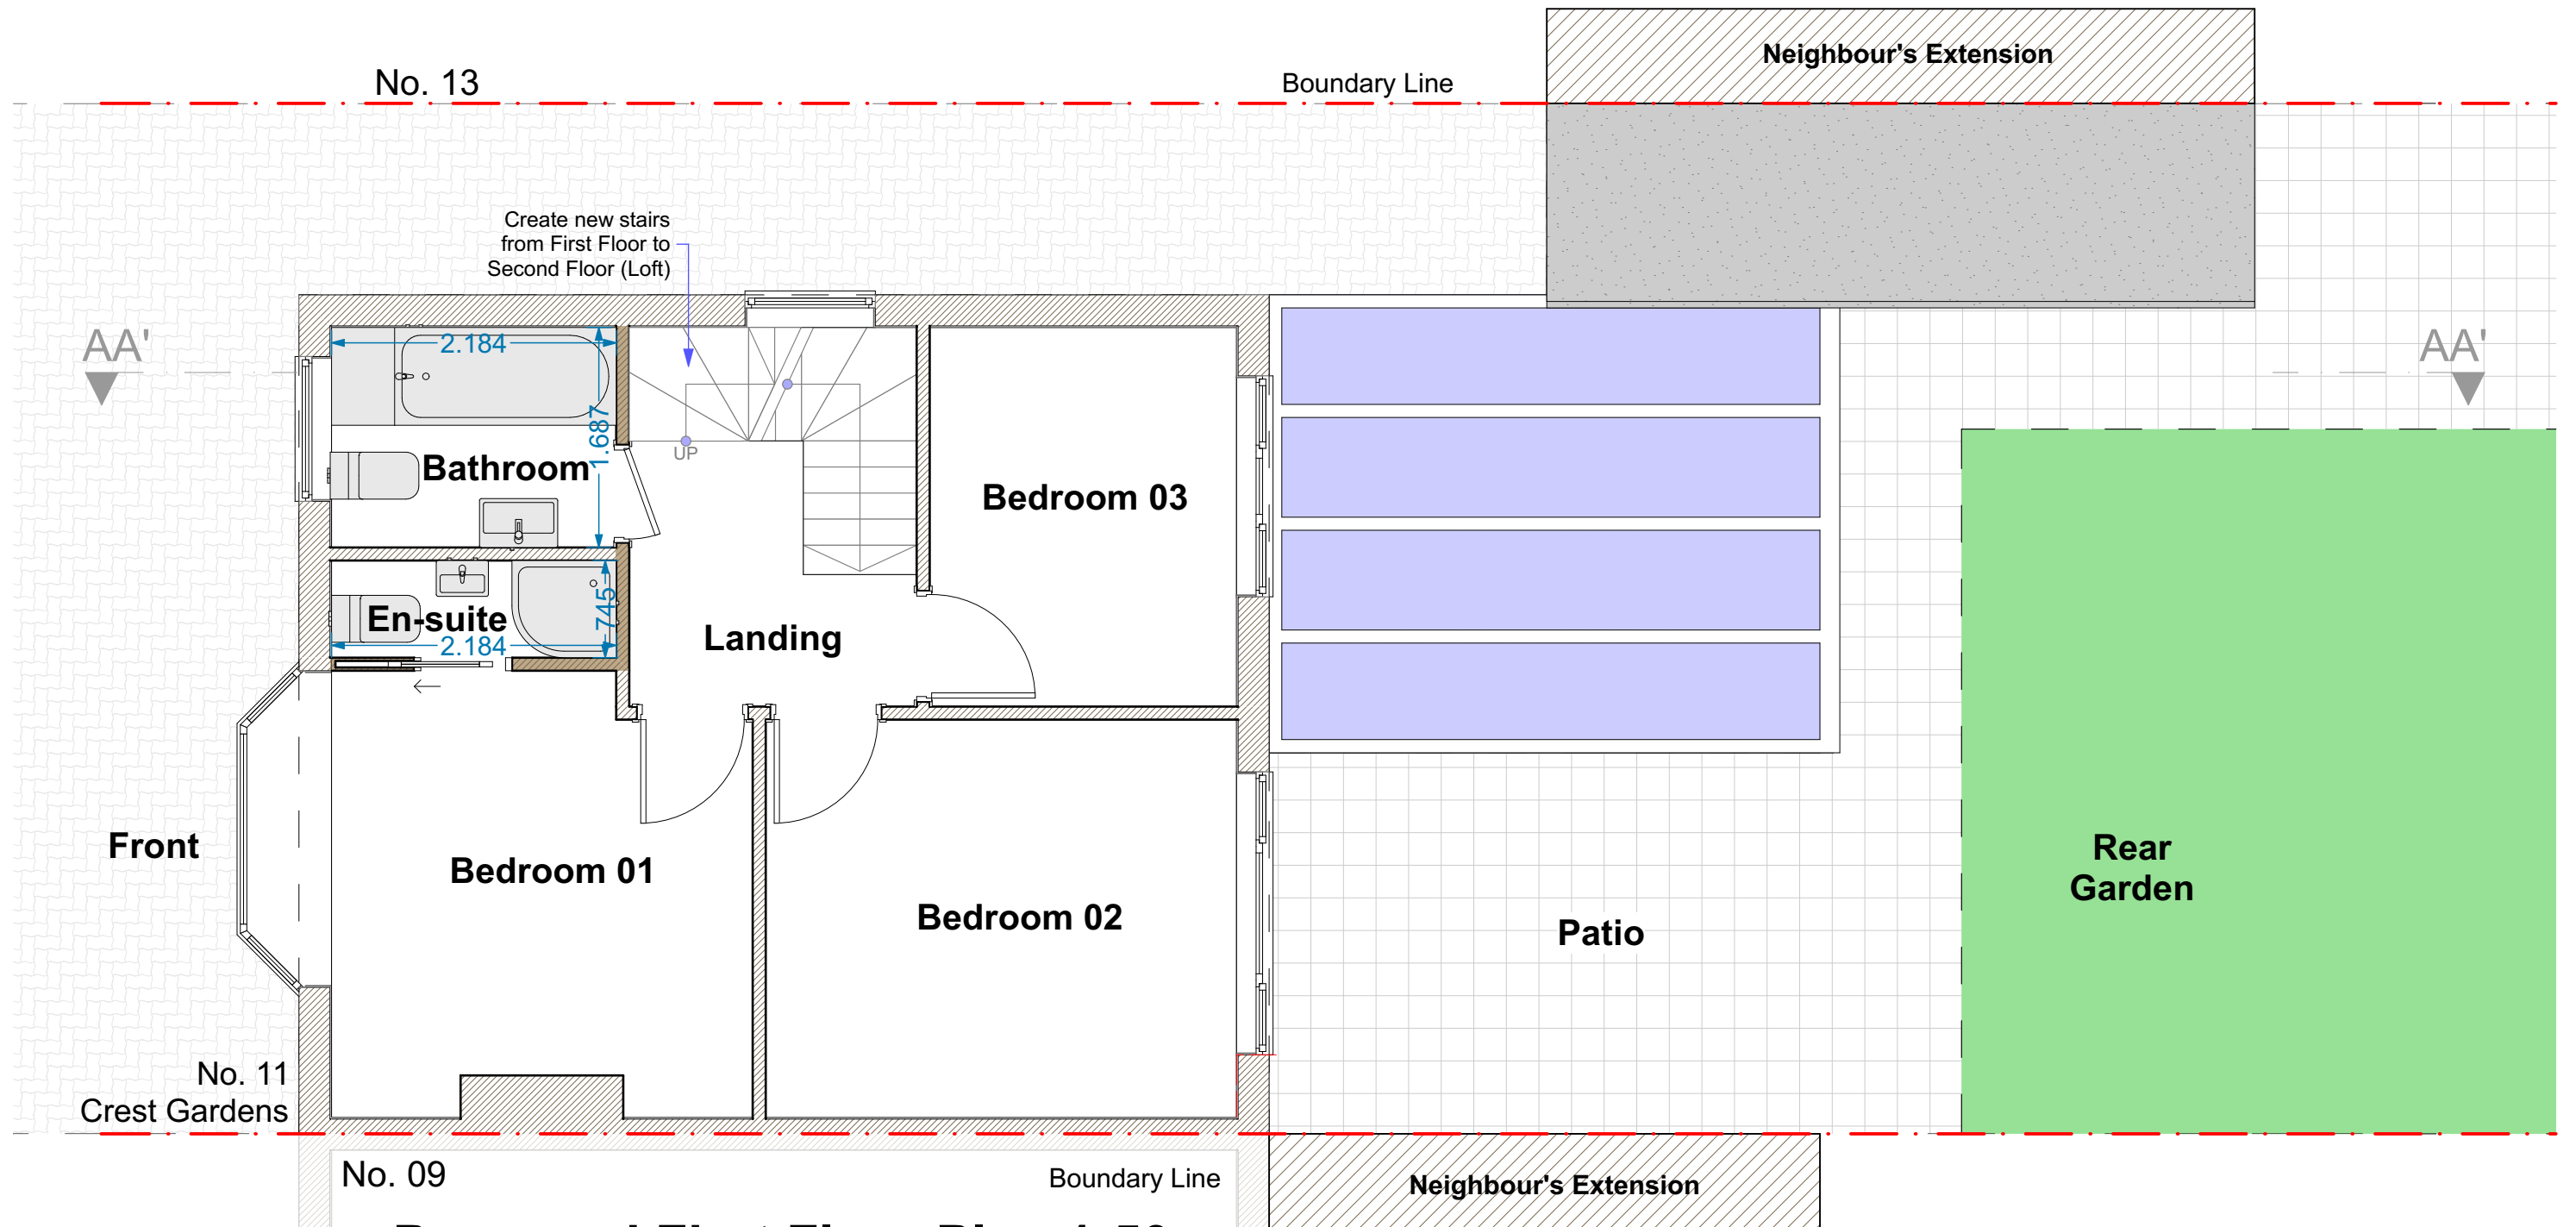 Neighbour's Extension
No. 13
Boundary Line
Create new stairs
from First Floor to
Second Floor (Loft)
AA'
AA'
2.184
1.687
UP
Bathroom
Bedroom 03
En-suite
745
2.184
Landing
Front
Bedroom 01
Bedroom 02
Patio
Rear
Garden
No. 11
Crest Gardens
No. 09
Boundary Line
Neighbour's Extension